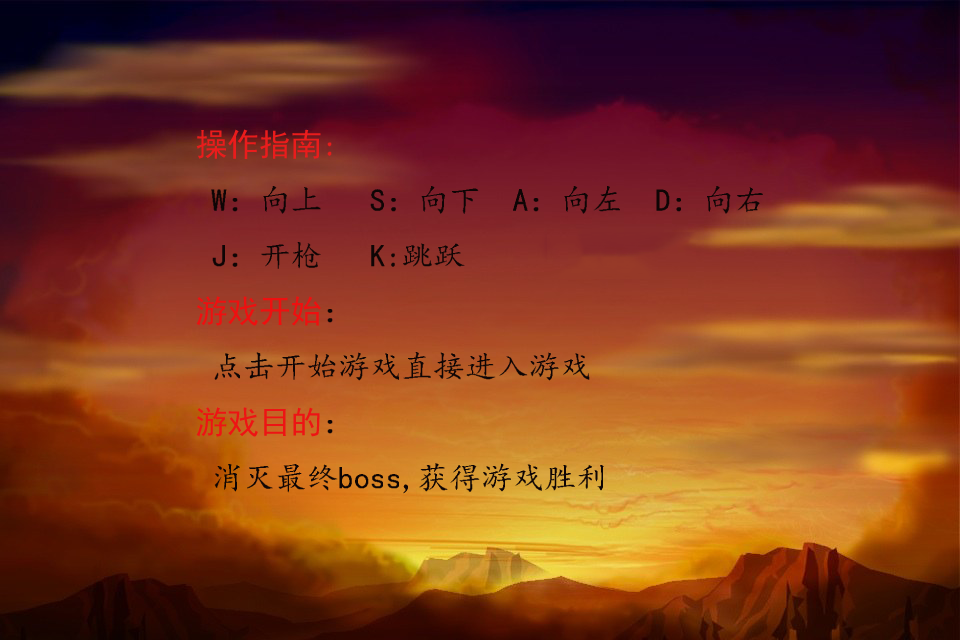 操作指南:
W：向上 S：向下 A：向左 D：向右
J：开枪 K:跳跃
游戏开始：
点击开始游戏直接进入游戏
游戏目的：
消灭最终boss,获得游戏胜利